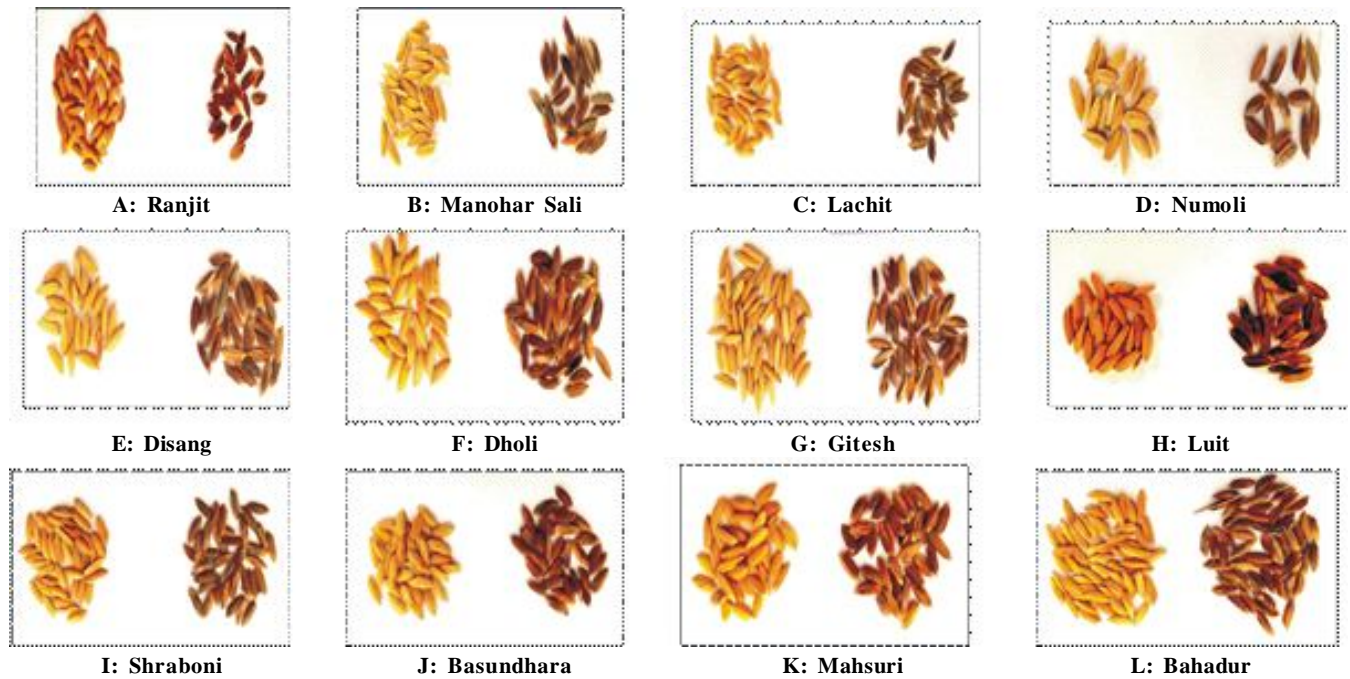 A: Ranjit
B: Manohar Sali
C: Lachit
D: Numoli
E: Disang
F: Dholi
G: Gitesh
H: Luit
I: Shraboni
J: Basundhara
K: Mahsuri
L: Bahadur